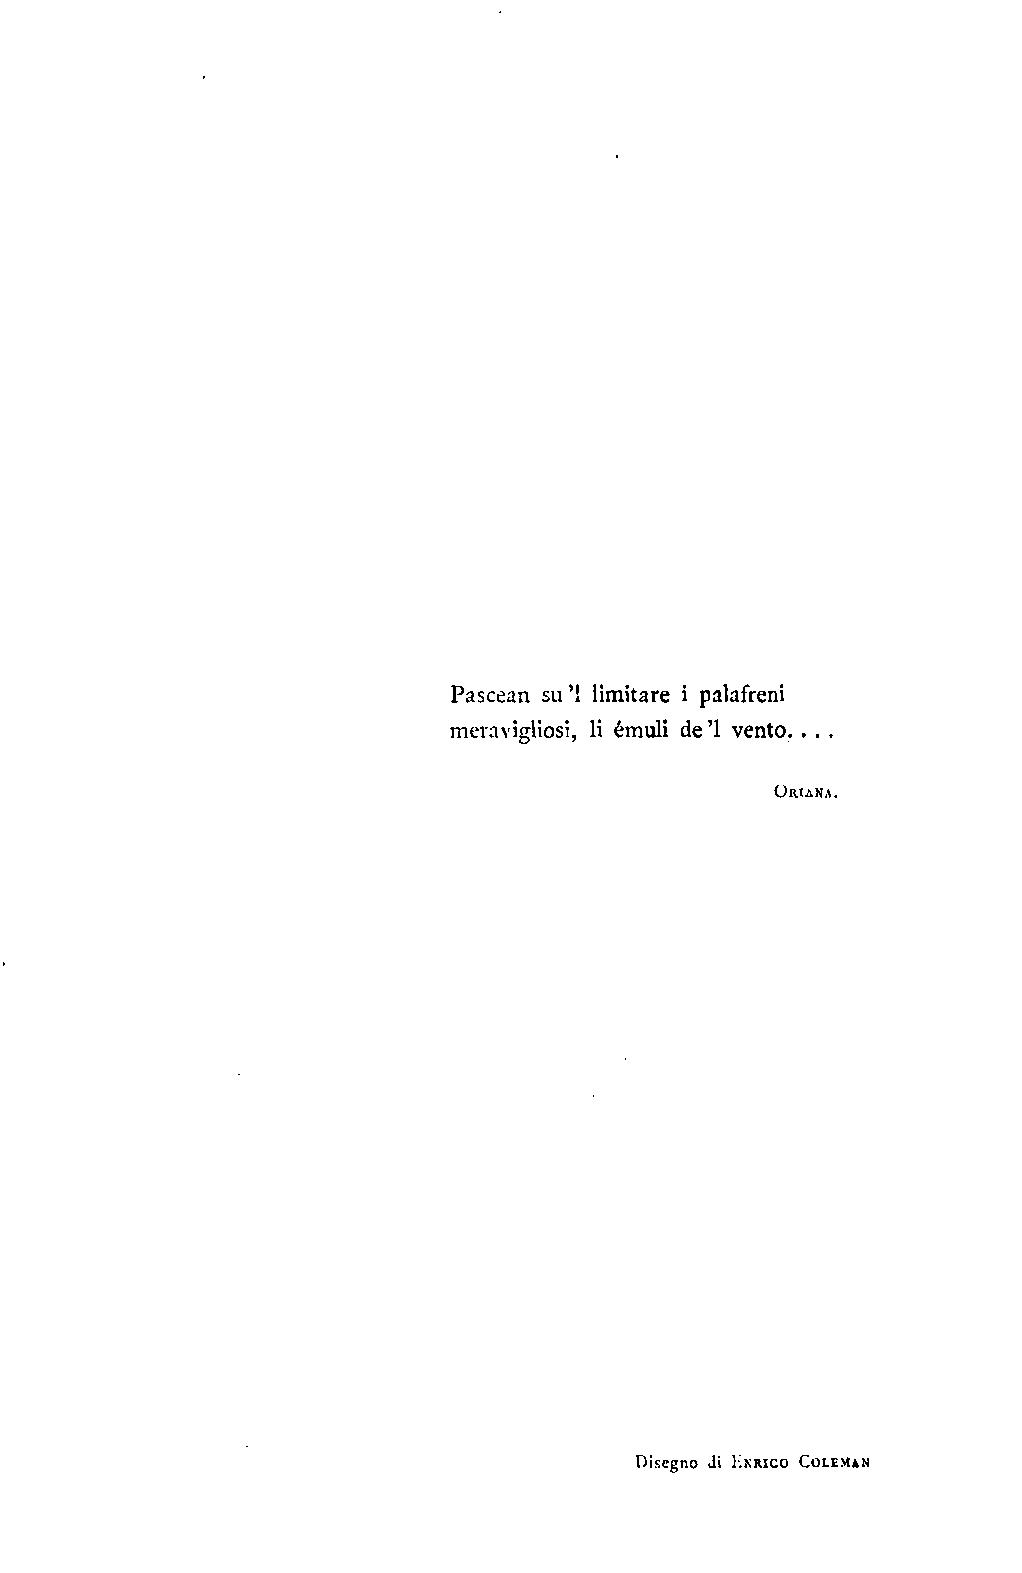 Pascean su 'l limitare i palafreni
meravigliosi, li émuli de 'l vento....
ORIANA.
Disegno di ENRICO COLEMAN